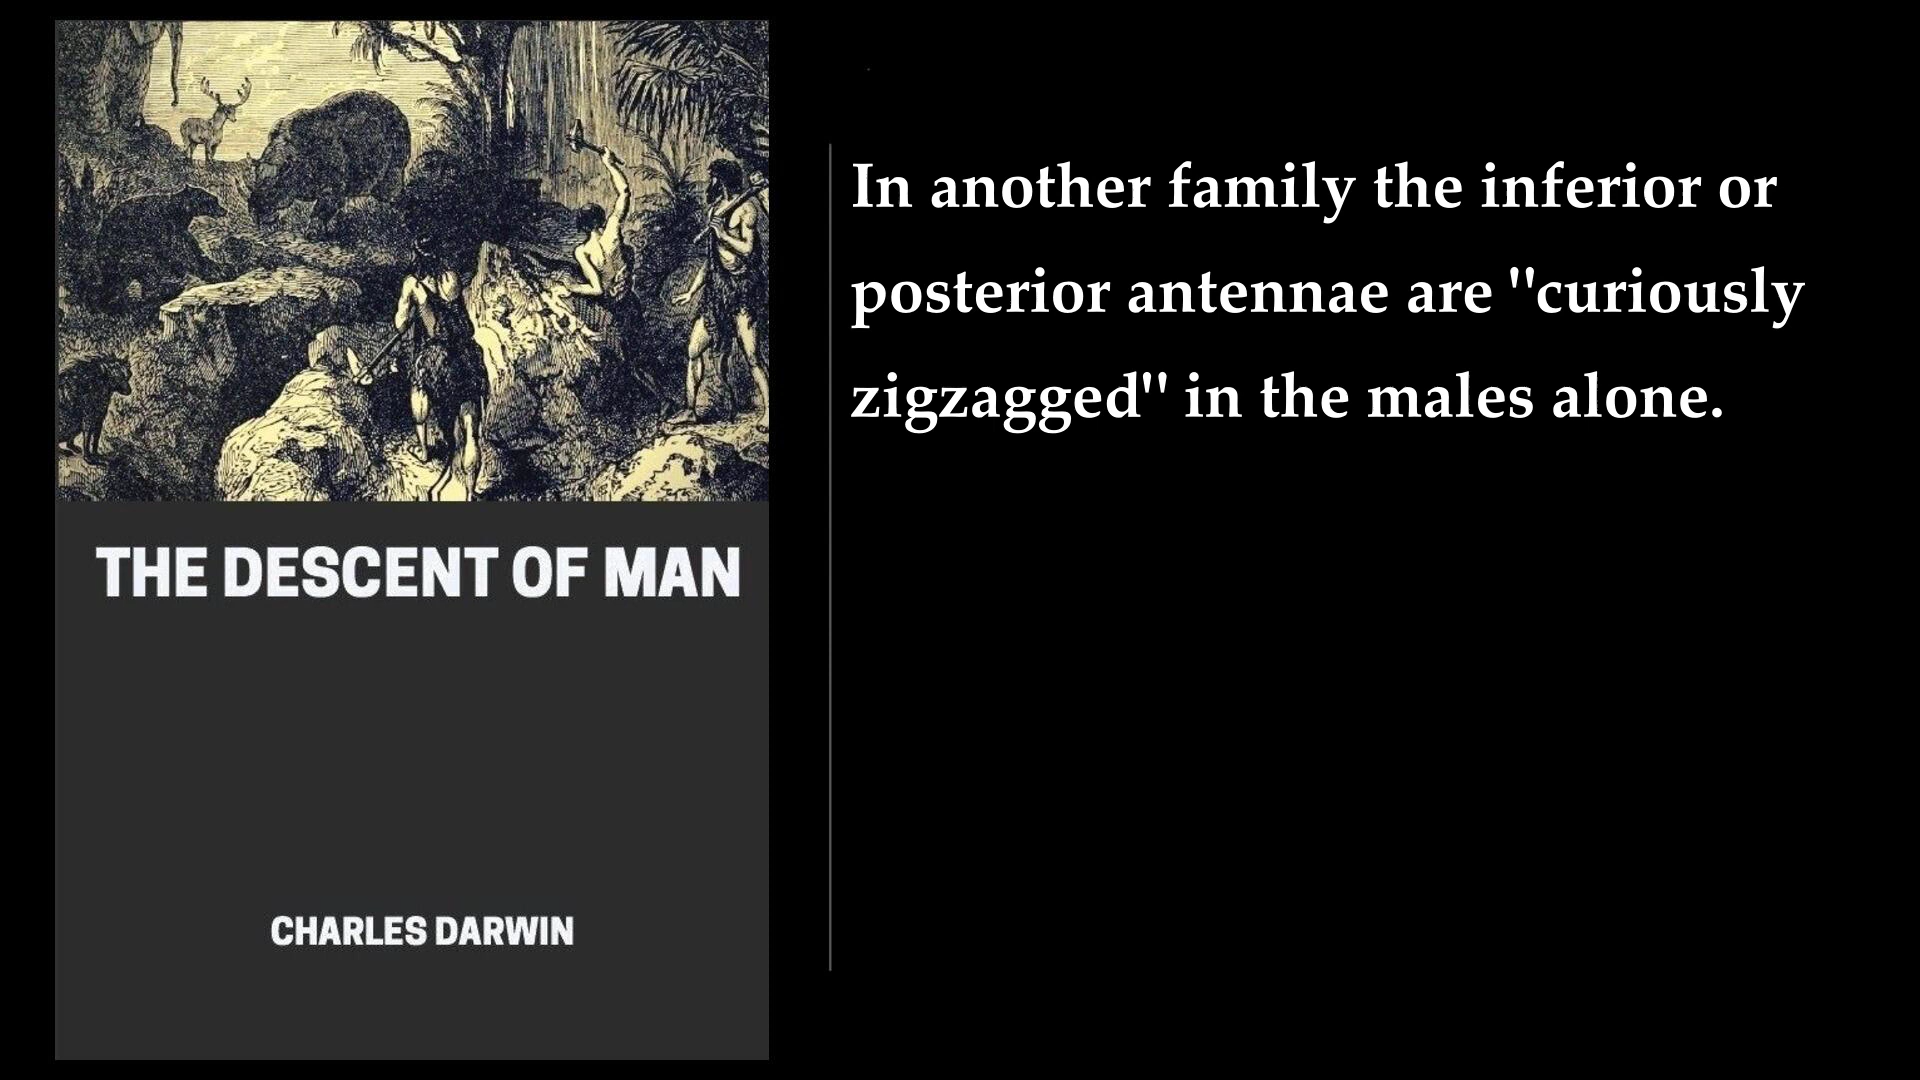 THE DESCENT OF MAN
CHARLES DARWIN
In another family the inferior or
posterior antennae are "curiously
zigzagged" in the males alone.